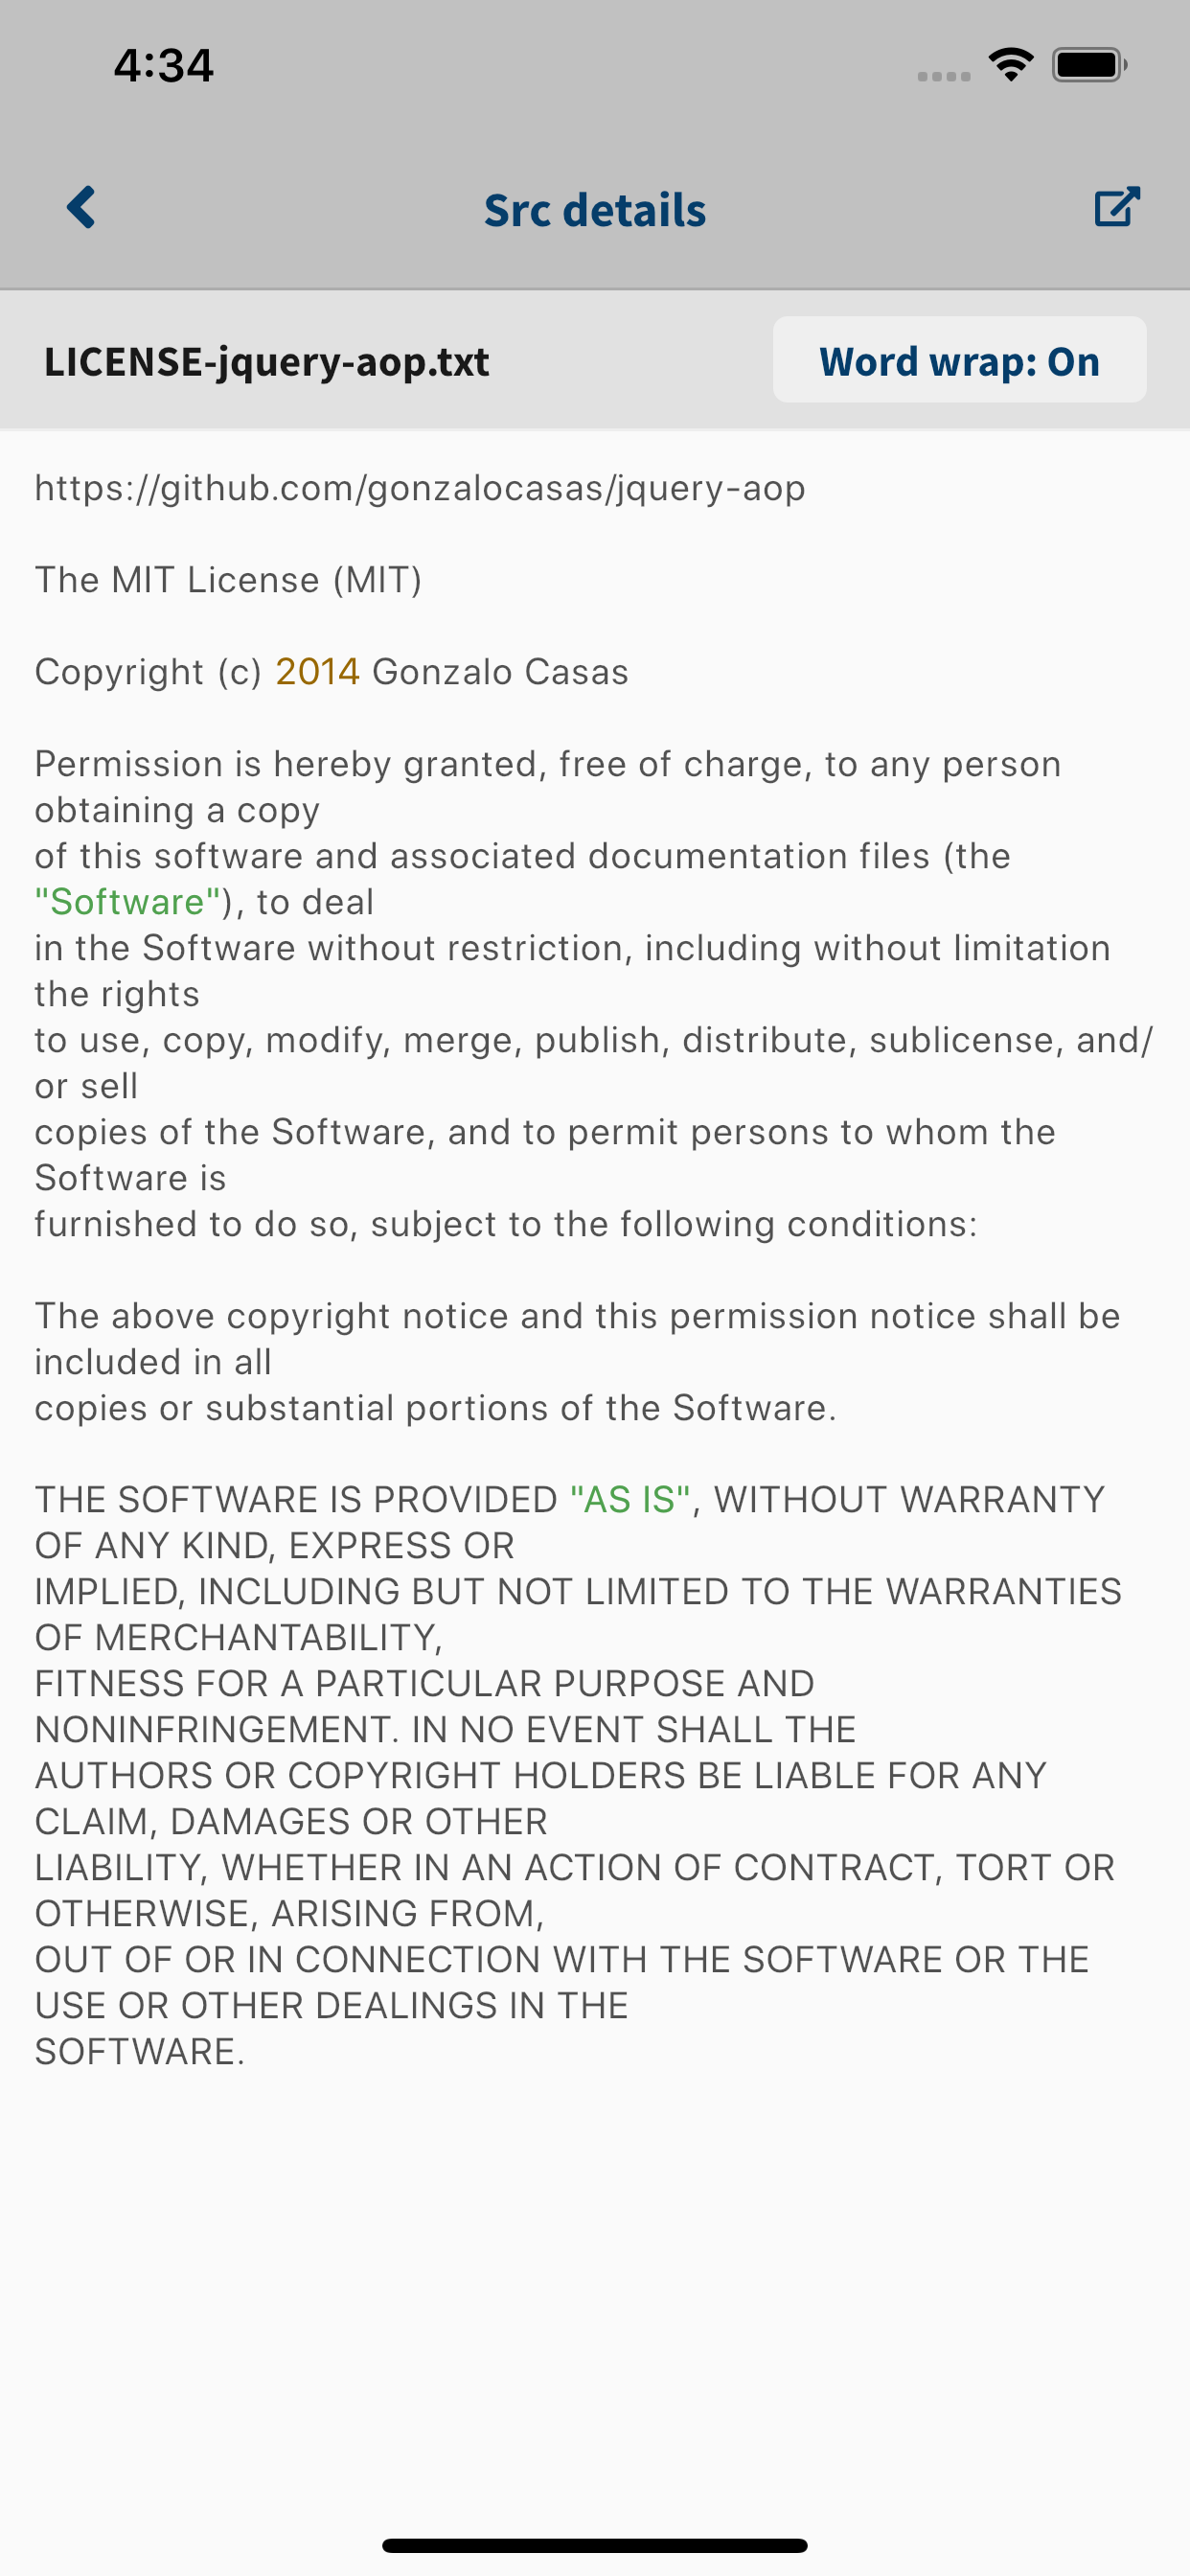 4:34
Src details
LICENSE-jquery-aop.txt
Word wrap: On
https://github.com/gonzalocasas/jquery-aop
The MIT License (MIT)
Copyright (c) 2014 Gonzalo Casas
Permission is hereby granted, free of charge, to any person
obtaining a copy
of this software and associated documentation files (the
"Software"), to deal
in the Software without restriction, including without limitation
the rights
to use, copy, modify, merge, publish, distribute, sublicense, and/
or sell
copies of the Software, and to permit persons to whom the
Software is
furnished to do so, subject to the following conditions:
The above copyright notice and this permission notice shall be
included in all
copies or substantial portions of the Software.
THE SOFTWARE IS PROVIDED "AS IS", WITHOUT WARRANTY
OF ANY KIND, EXPRESS OR
IMPLIED, INCLUDING BUT NOT LIMITED TO THE WARRANTIES
OF MERCHANTABILITY,
FITNESS FOR A PARTICULAR PURPOSE AND
NONINFRINGEMENT. IN NO EVENT SHALL THE
AUTHORS OR COPYRIGHT HOLDERS BE LIABLE FOR ANY
CLAIM, DAMAGES OR OTHER
LIABILITY, WHETHER IN AN ACTION OF CONTRACT, TORT OR
OTHERWISE, ARISING FROM,
OUT OF OR IN CONNECTION WITH THE SOFTWARE OR THE
USE OR OTHER DEALINGS IN THE
SOFTWARE.